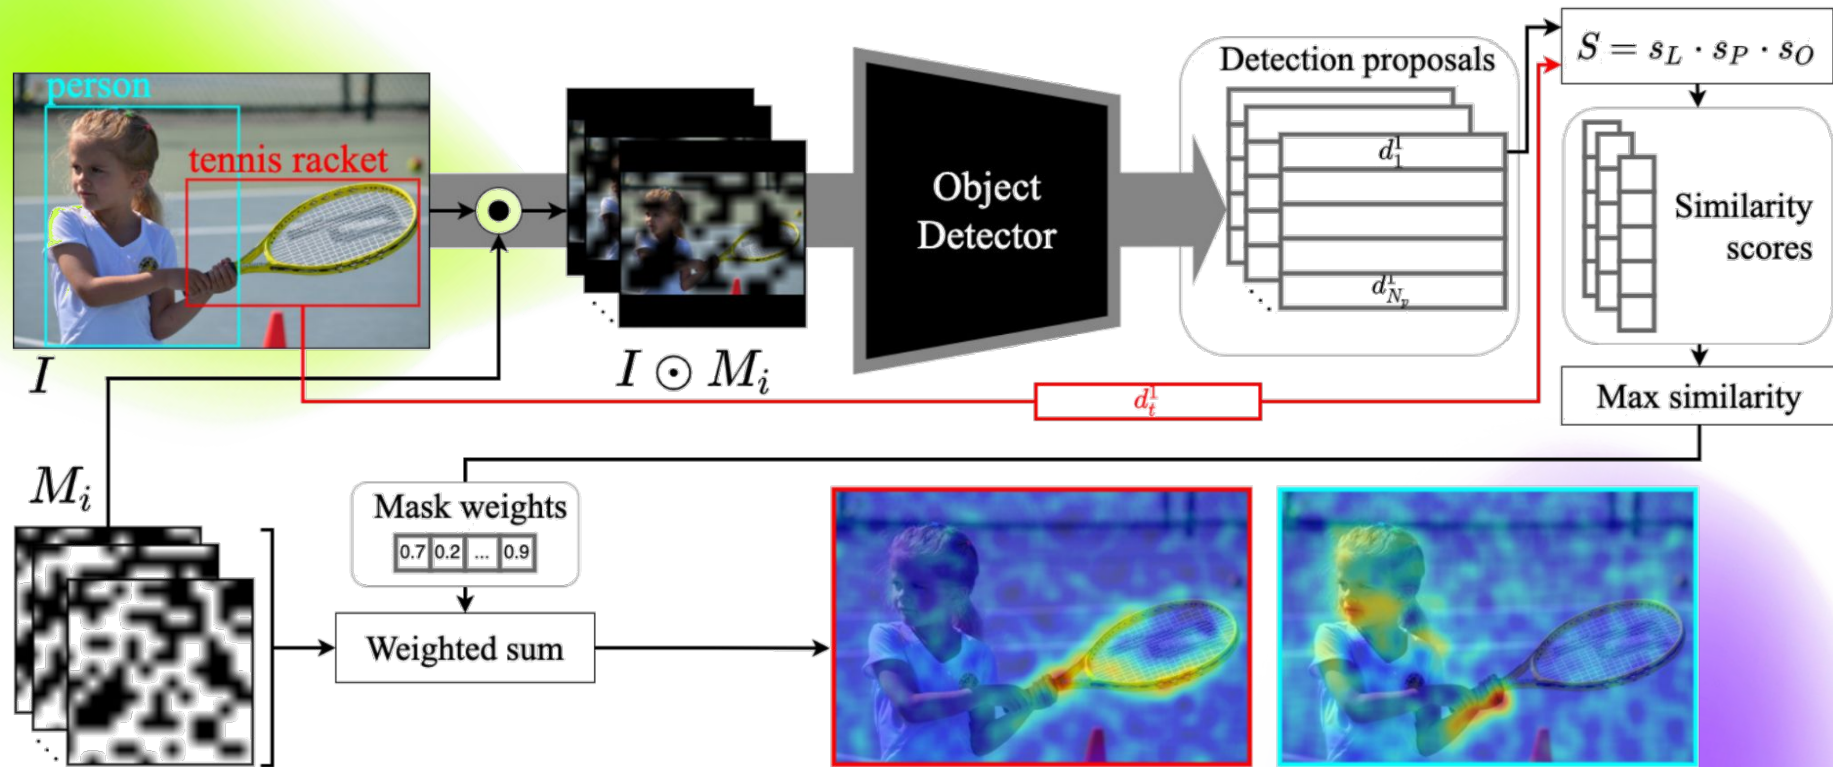 person
tennis racket
I
I ⊙ M_i
Object
Detector
Detection proposals
d_1^1
d_{N_p}^1
S = s_L · s_P · s_O
Similarity
scores
Max similarity
d_t^1
M_i
Mask weights
0.7 0.2 ... 0.9
Weighted sum